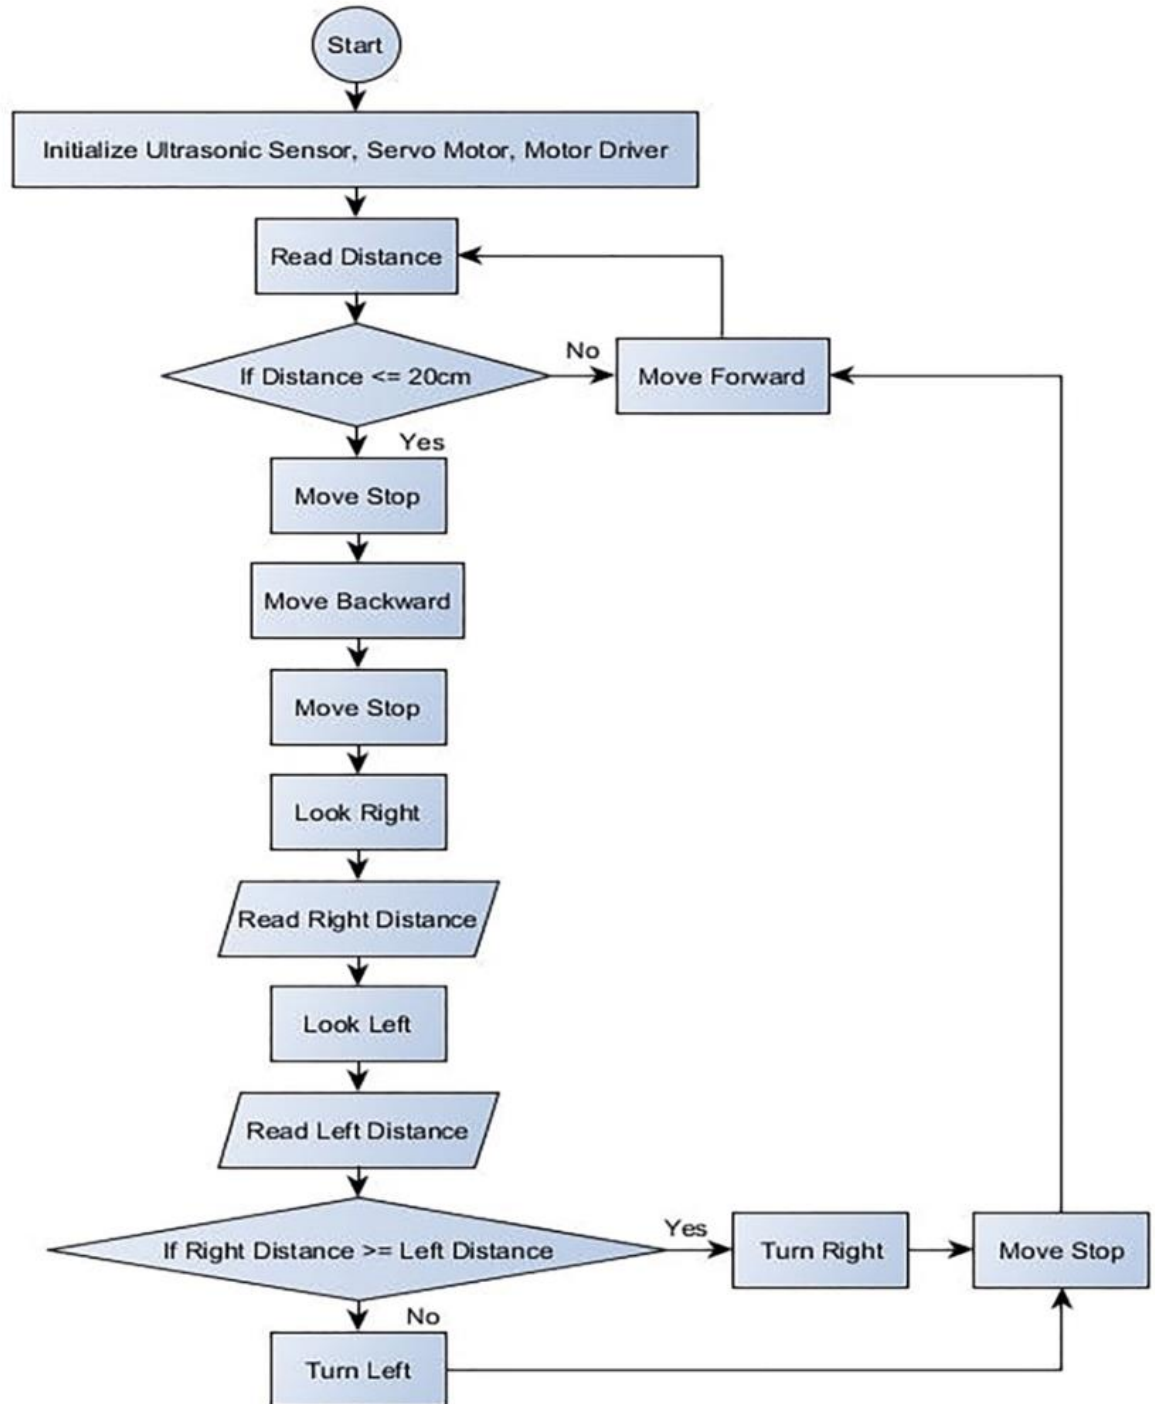 Start
Initialize Ultrasonic Sensor, Servo Motor, Motor Driver
Read Distance
If Distance <= 20cm
No
Move Forward
Yes
Move Stop
Move Backward
Move Stop
Look Right
Read Right Distance
Look Left
Read Left Distance
If Right Distance >= Left Distance
Yes
Turn Right
Move Stop
No
Turn Left